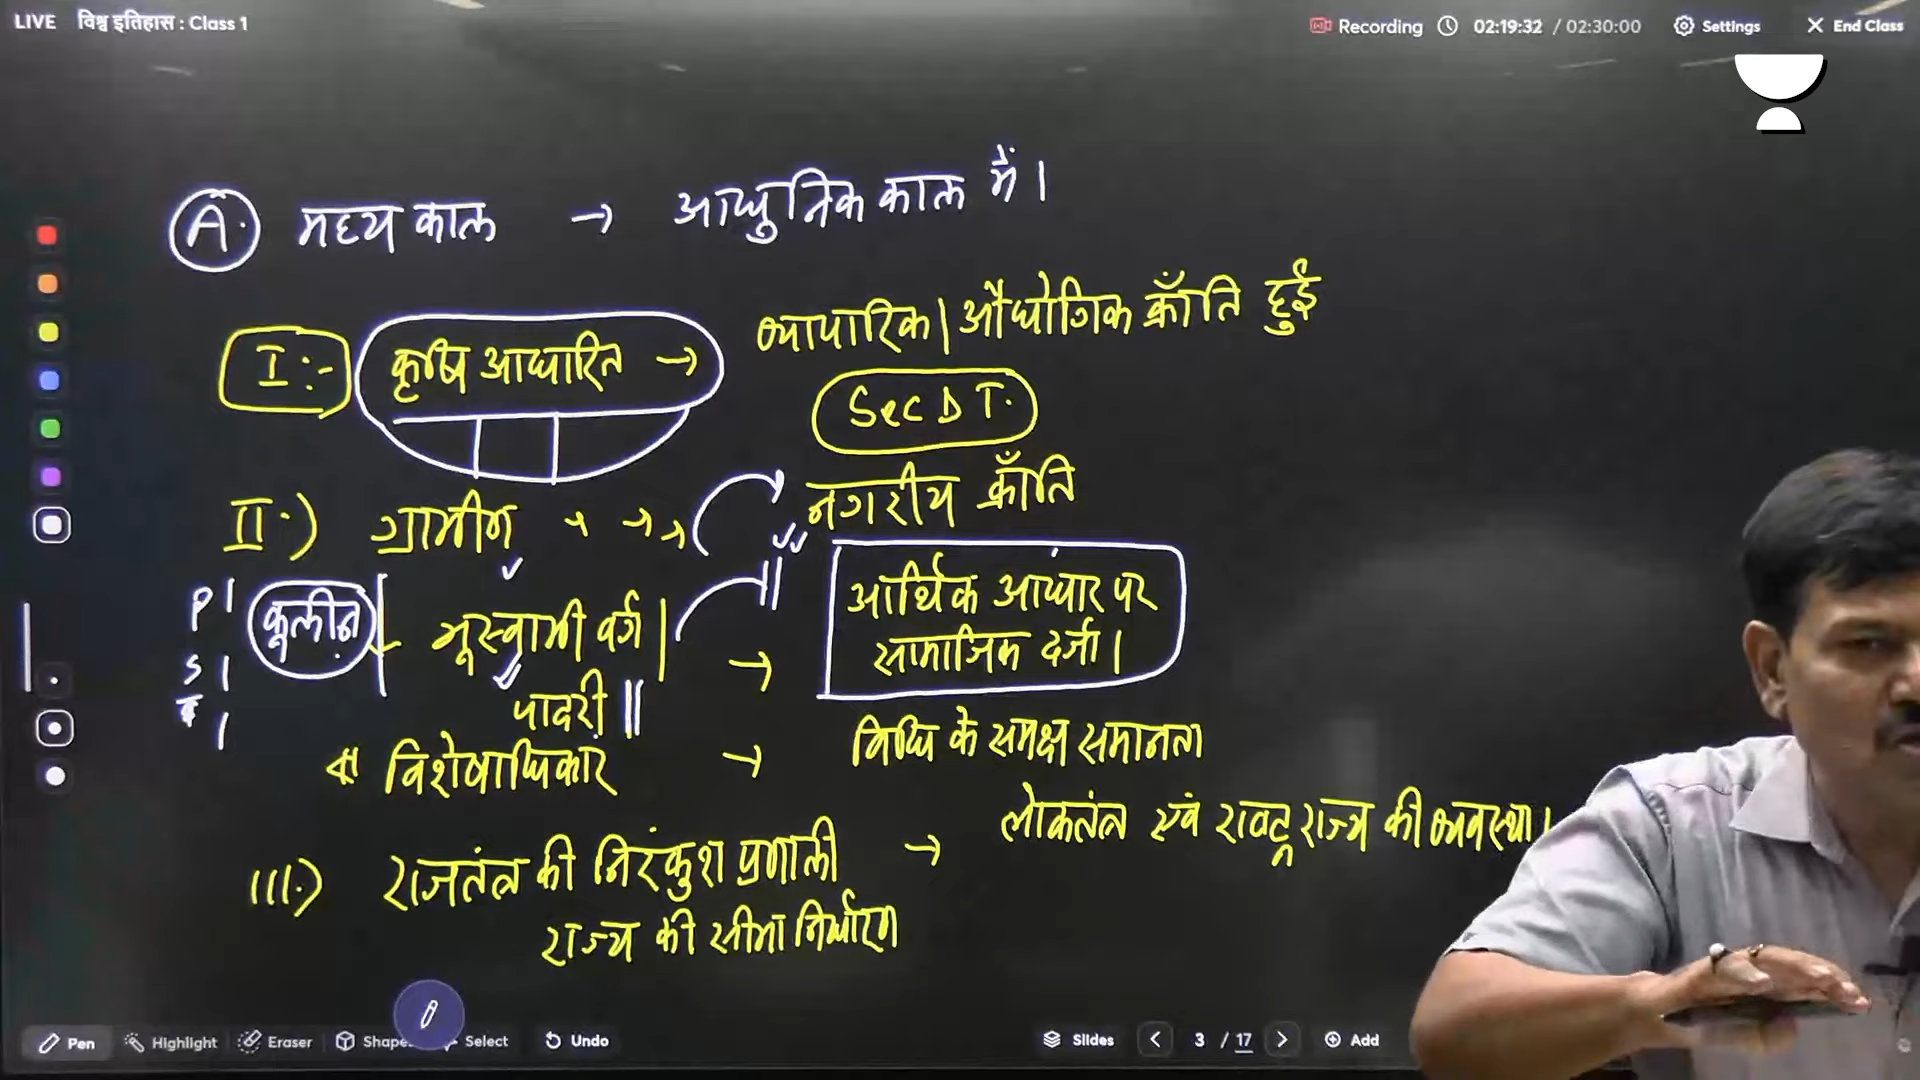 LIVE विश्व इतिहास : Class 1
Recording 02:19:32 / 02:30:00 Settings End Class
A. मध्य काल → आधुनिक काल में।
I :- कृषि आधारित → व्यापारिक/औद्योगिक क्राँति हुई
Sec D T.
II.) ग्रामीण → → → नगरीय क्राँति
P
S
कुलीन भूस्वामी वर्ग → आर्थिक आधार पर
सामाजिक दर्जा।
पादरी
विशेषाधिकार → विधि के समक्ष समानता
III.) राजतंत्र की निरंकुश प्रणाली → लोकतंत्र एवं राष्ट्र राज्य की व्यवस्था।
राज्य की सीमा निर्धारण
Pen Highlight Eraser Shape Select Undo Slides 3 / 17 Add